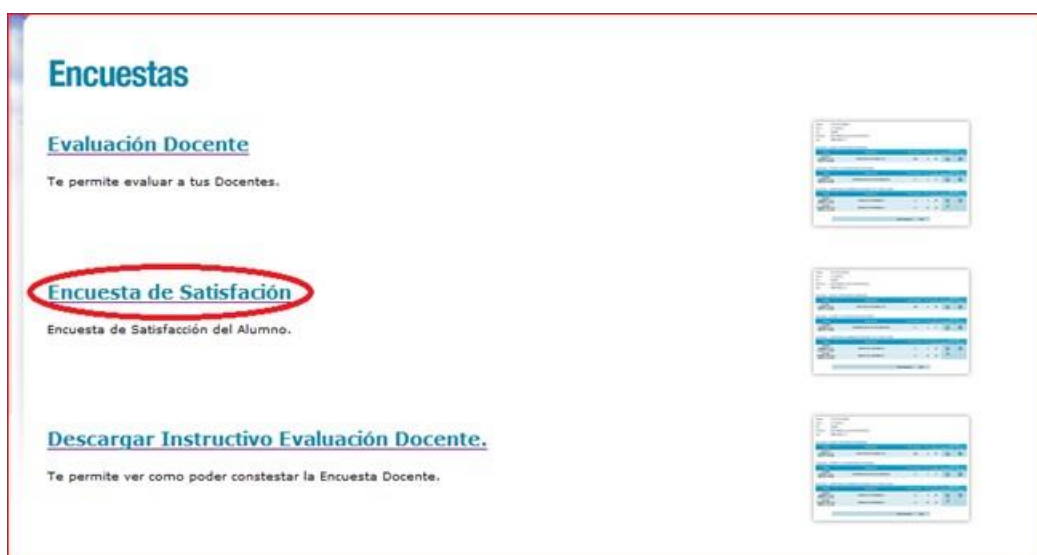 Encuestas
Evaluación Docente
Te permite evaluar a tus Docentes.
Encuesta de Satisfación
Encuesta de Satisfacción del Alumno.
Descargar Instructivo Evaluación Docente.
Te permite ver como poder constestar la Encuesta Docente.